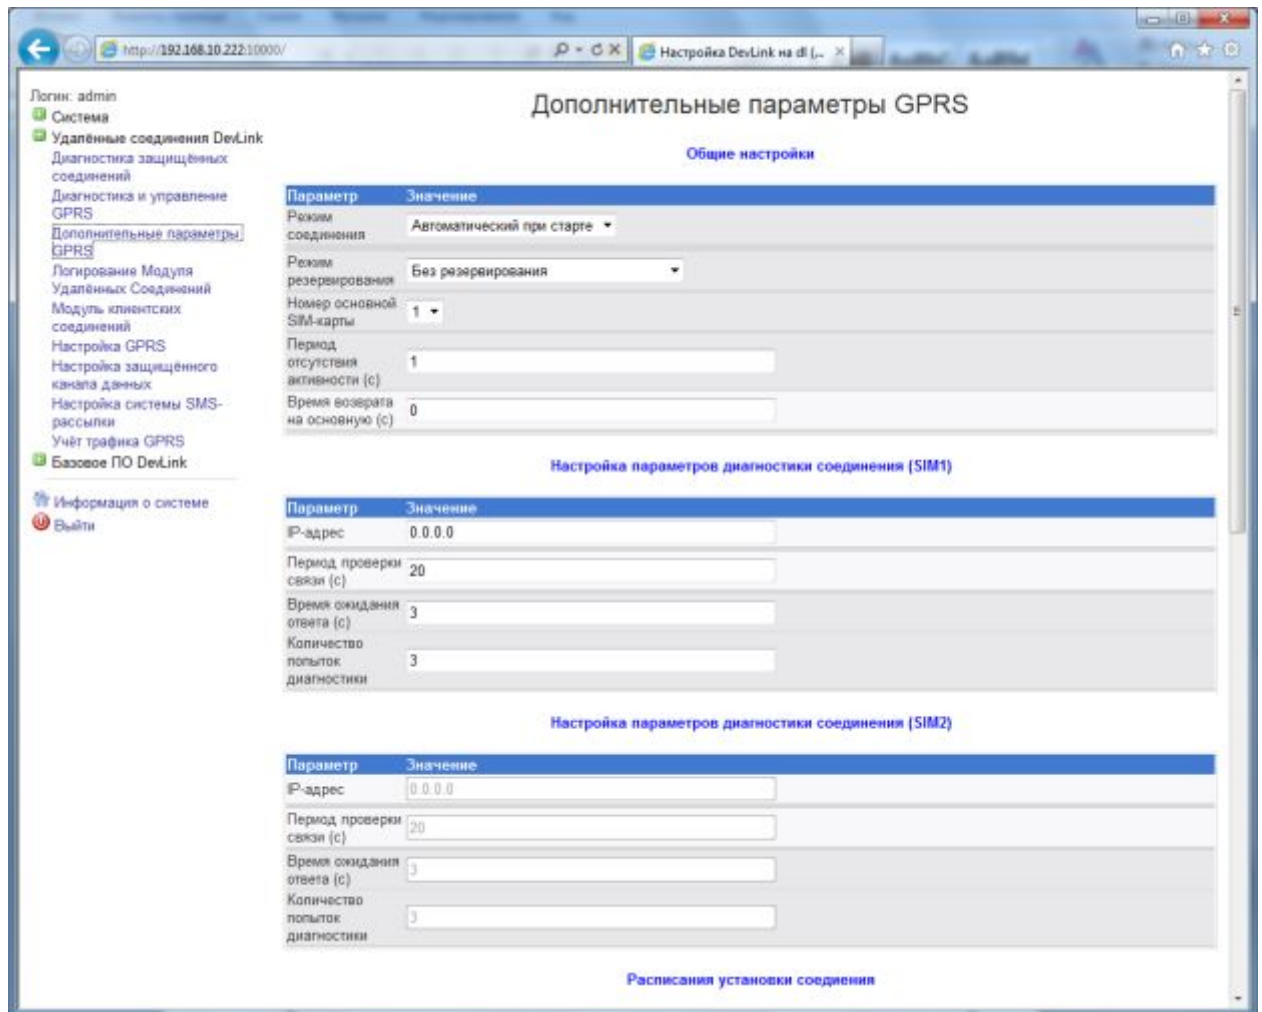 http://192.168.10.222:10000/
Настройка DevLink на dl (...
Логин: admin
Система
Удалённые соединения DevLink
Диагностика защищённых
соединений
Диагностика и управление
GPRS
Дополнительные параметры
GPRS
Логирование Модуля
Удалённых Соединений
Модуль клиентских
соединений
Настройка GPRS
Настройка защищённого
канала данных
Настройка системы SMS-
рассылки
Учёт трафика GPRS
Базовое ПО DevLink
Информация о системе
Выйти
Дополнительные параметры GPRS
Общие настройки
Параметр Значение
Режим
соединения
Автоматический при старте
Режим
резервирования
Без резервирования
Номер основной
SIM-карты
1
Период
отсутствия
активности (с)
1
Время возврата
на основную (с)
0
Настройка параметров диагностики соединения (SIM1)
Параметр Значение
IP-адрес 0.0.0.0
Период проверки
связи (с)
20
Время ожидания
ответа (с)
3
Количество
попыток
диагностики
3
Настройка параметров диагностики соединения (SIM2)
Параметр Значение
IP-адрес 0.0.0.0
Период проверки
связи (с)
20
Время ожидания
ответа (с)
3
Количество
попыток
диагностики
3
Расписания установки соедиения